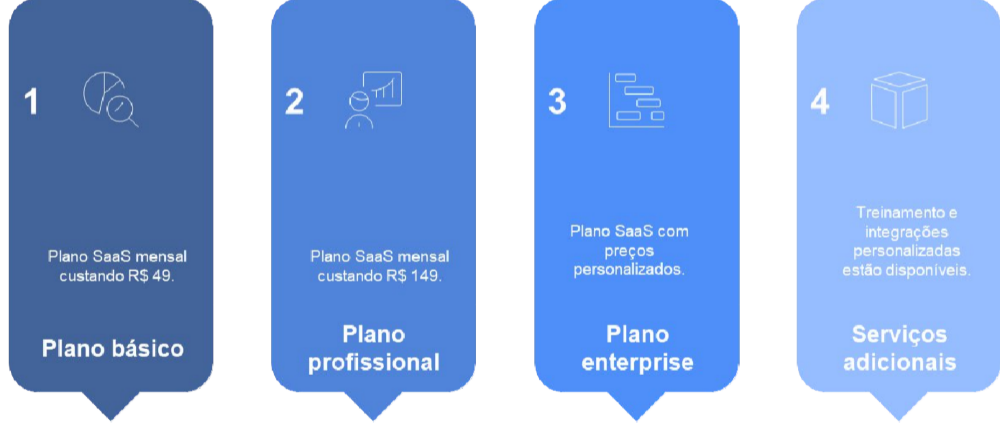 1
Plano SaaS mensal
custando R$ 49.
Plano básico
2
Plano SaaS mensal
custando R$ 149.
Plano
profissional
3
Plano SaaS com
preços
personalizados.
Plano
enterprise
4
Treinamento e
integrações
personalizadas
estão disponíveis.
Serviços
adicionais